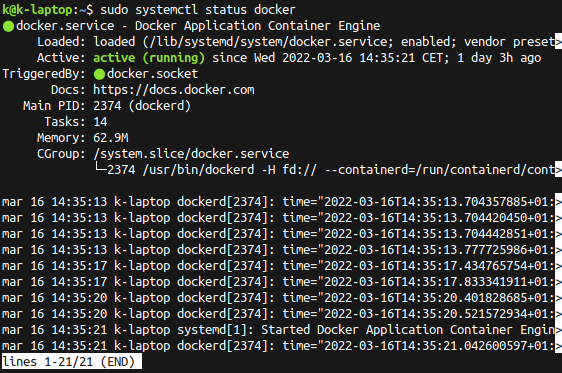 k@k-laptop:~$ sudo systemctl status docker
●docker.service - Docker Application Container Engine
Loaded: loaded (/lib/systemd/system/docker.service; enabled; vendor preset>
Active: active (running) since Wed 2022-03-16 14:35:21 CET; 1 day 3h ago
TriggeredBy: ●docker.socket
Docs: https://docs.docker.com
Main PID: 2374 (dockerd)
Tasks: 14
Memory: 62.9M
CGroup: /system.slice/docker.service
└─2374 /usr/bin/dockerd -H fd:// --containerd=/run/containerd/cont>
mar 16 14:35:13 k-laptop dockerd[2374]: time="2022-03-16T14:35:13.704357885+01:>
mar 16 14:35:13 k-laptop dockerd[2374]: time="2022-03-16T14:35:13.704420450+01:>
mar 16 14:35:13 k-laptop dockerd[2374]: time="2022-03-16T14:35:13.704442851+01:>
mar 16 14:35:13 k-laptop dockerd[2374]: time="2022-03-16T14:35:13.777725986+01:>
mar 16 14:35:17 k-laptop dockerd[2374]: time="2022-03-16T14:35:17.434765754+01:>
mar 16 14:35:17 k-laptop dockerd[2374]: time="2022-03-16T14:35:17.833341911+01:>
mar 16 14:35:20 k-laptop dockerd[2374]: time="2022-03-16T14:35:20.401828685+01:>
mar 16 14:35:20 k-laptop dockerd[2374]: time="2022-03-16T14:35:20.521572934+01:>
mar 16 14:35:21 k-laptop systemd[1]: Started Docker Application Container Engin>
mar 16 14:35:21 k-laptop dockerd[2374]: time="2022-03-16T14:35:21.042600597+01:>
lines 1-21/21 (END)